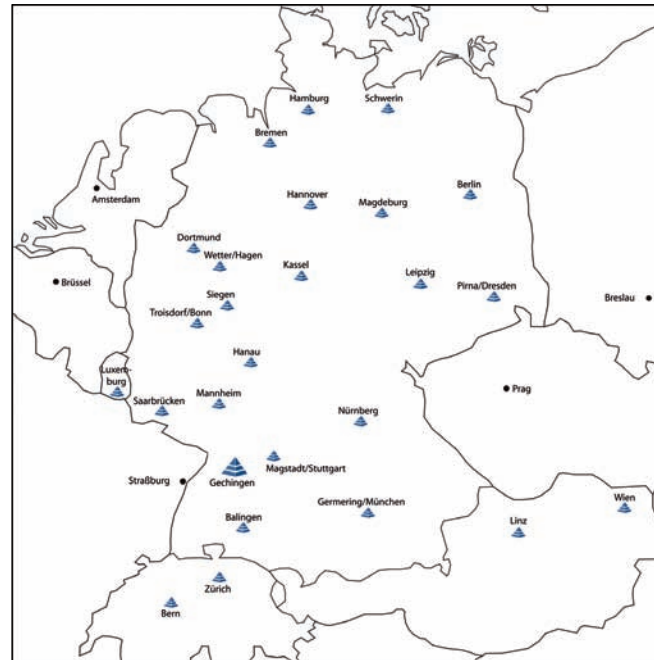 Hamburg
Schwerin
Bremen
Berlin
Amsterdam
Hannover
Magdeburg
Dortmund
Wetter/Hagen
Kassel
Leipzig
Brüssel
Pirna/Dresden
Breslau
Siegen
Troisdorf/Bonn
Hanau
Luxem-
burg
Prag
Saarbrücken
Mannheim
Nürnberg
Magstadt/Stuttgart
Straßburg
Gechingen
Germering/München
Wien
Balingen
Linz
Zürich
Bern